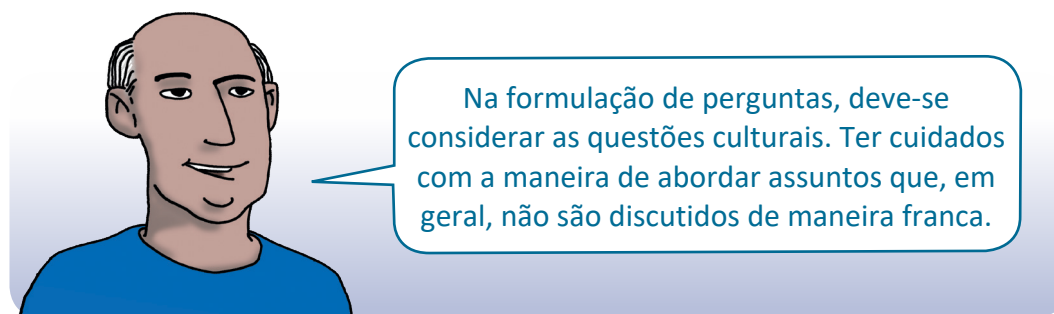 Na formulação de perguntas, deve-se
considerar as questões culturais. Ter cuidados
com a maneira de abordar assuntos que, em
geral, não são discutidos de maneira franca.